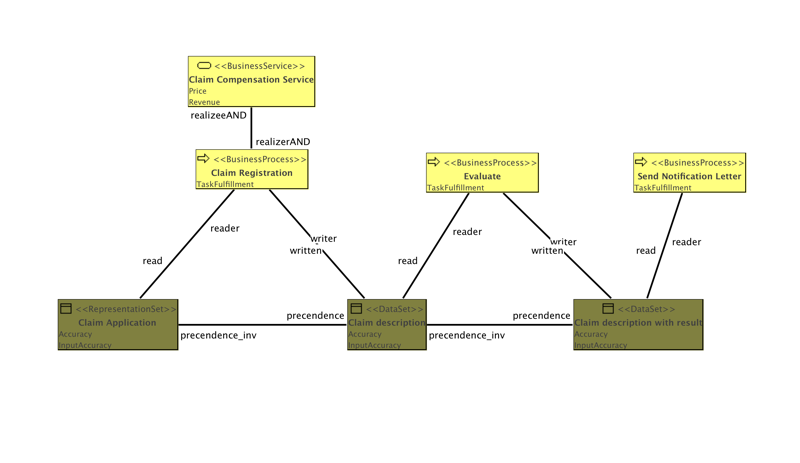 <<BusinessService>>
Claim Compensation Service
Price
Revenue
realizeeAND
realizerAND
<<BusinessProcess>>
Claim Registration
TaskFulfillment
<<BusinessProcess>>
Evaluate
TaskFulfillment
<<BusinessProcess>>
Send Notification Letter
TaskFulfillment
reader
writer
written
read
reader
writer
written
read
reader
read
<<RepresentationSet>>
Claim Application
Accuracy
InputAccuracy
precendence
precendence_inv
<<DataSet>>
Claim description
Accuracy
InputAccuracy
precendence
precendence_inv
<<DataSet>>
Claim description with result
Accuracy
InputAccuracy